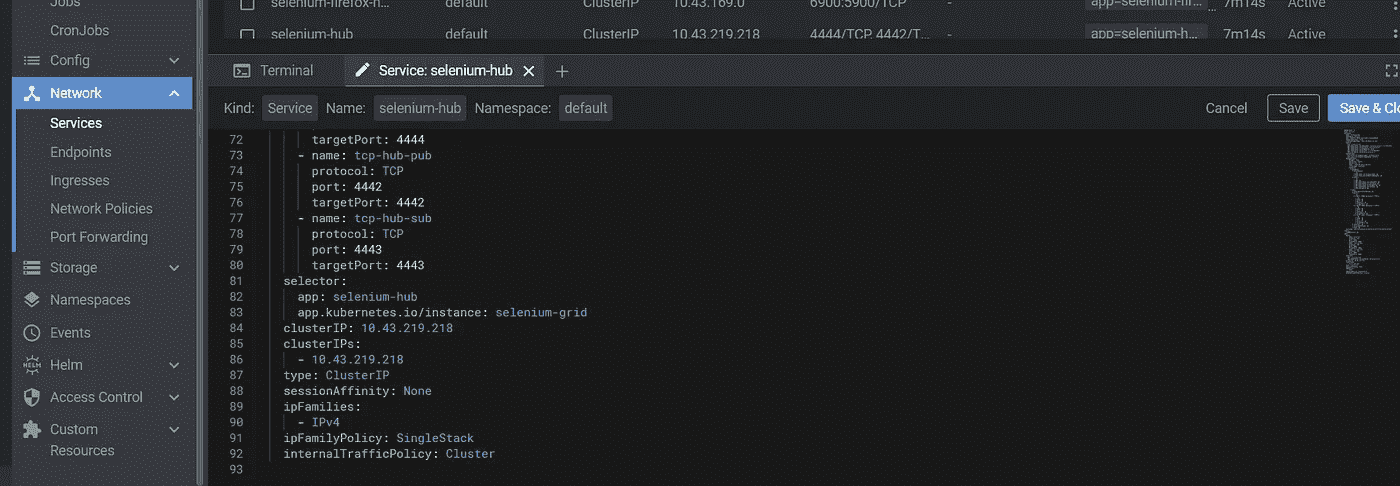 Jobs
CronJobs
Config
Network
Services
Endpoints
Ingresses
Network Policies
Port Forwarding
Storage
Namespaces
Events
HELM Helm
Access Control
Custom
Resources
selenium-firefox-n... default ClusterIP 10.43.169.0 6900:5900/TCP - app=selenium-fir... 7m14s Active
selenium-hub default ClusterIP 10.43.219.218 4444/TCP, 4442/T... - app=selenium-h... 7m14s Active
Terminal Service: selenium-hub
Kind: Service Name: selenium-hub Namespace: default Cancel Save Save & Clo
72 targetPort: 4444
73 - name: tcp-hub-pub
74 protocol: TCP
75 port: 4442
76 targetPort: 4442
77 - name: tcp-hub-sub
78 protocol: TCP
79 port: 4443
80 targetPort: 4443
81 selector:
82 app: selenium-hub
83 app.kubernetes.io/instance: selenium-grid
84 clusterIP: 10.43.219.218
85 clusterIPs:
86 - 10.43.219.218
87 type: ClusterIP
88 sessionAffinity: None
89 ipFamilies:
90 - IPv4
91 ipFamilyPolicy: SingleStack
92 internalTrafficPolicy: Cluster
93